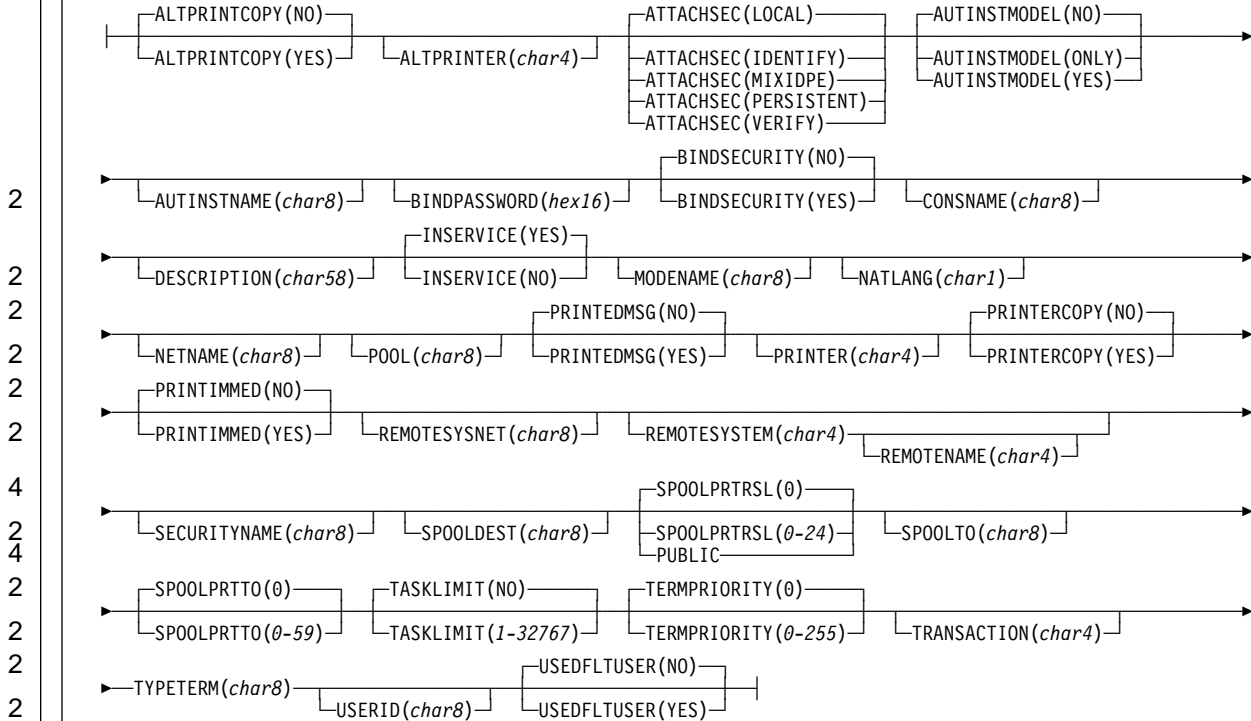 ALTPRINTCOPY(NO) ATTACHSEC(LOCAL) AUTINSTMODEL(NO)
ALTPRINTCOPY(YES) ALTPRINTER(char4) ATTACHSEC(IDENTIFY) AUTINSTMODEL(ONLY)
ATTACHSEC(MIXIDPE) AUTINSTMODEL(YES)
ATTACHSEC(PERSISTENT)
ATTACHSEC(VERIFY)
BINDSECURITY(NO)
2 AUTINSTNAME(char8) BINDPASSWORD(hex16) BINDSECURITY(YES) CONSNAME(char8)
INSERVICE(YES)
2 DESCRIPTION(char58) INSERVICE(NO) MODENAME(char8) NATLANG(char1)
2 PRINTEDMSG(NO) PRINTERCOPY(NO)
2 NETNAME(char8) POOL(char8) PRINTEDMSG(YES) PRINTER(char4) PRINTERCOPY(YES)
2 PRINTIMMED(NO)
2 PRINTIMMED(YES) REMOTESYSNET(char8) REMOTESYSTEM(char4)
REMOTENAME(char4)
4 SPOOLPRTRSL(0)
2 SECURITYNAME(char8) SPOOLDEST(char8) SPOOLPRTRSL(0-24) SPOOLTO(char8)
4 PUBLIC
2 SPOOLPRTTO(0) TASKLIMIT(NO) TERMPRIORITY(0)
2 SPOOLPRTTO(0-59) TASKLIMIT(1-32767) TERMPRIORITY(0-255) TRANSACTION(char4)
2 USEDFLTUSER(NO)
TYPETERM(char8)
2 USERID(char8) USEDFLTUSER(YES)